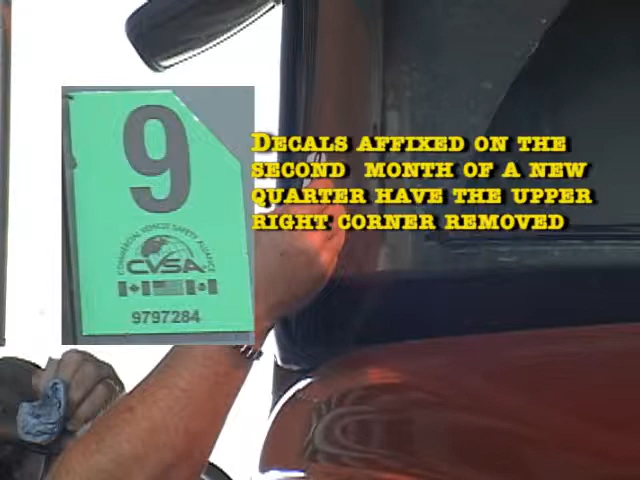 9
COMMERCIAL VEHICLE SAFETY ALLIANCE
CVSA
9797284
DECALS AFFIXED ON THE
SECOND MONTH OF A NEW
QUARTER HAVE THE UPPER
RIGHT CORNER REMOVED